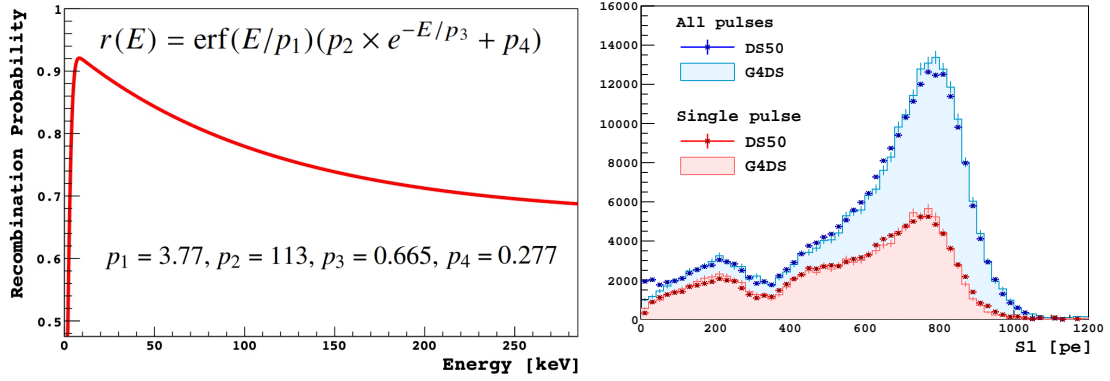 Recombination Probability
r(E) = erf(E/p₁)(p₂ × e^{-E/p₃} + p₄)
p₁ = 3.77, p₂ = 113, p₃ = 0.665, p₄ = 0.277
1
0.9
0.8
0.7
0.6
0.5
0 50 100 150 200 250
Energy [keV]
16000
14000
12000
10000
8000
6000
4000
2000
0
All pulses
DS50
G4DS
Single pulse
DS50
G4DS
0 200 400 600 800 1000 1200
S1 [pe]